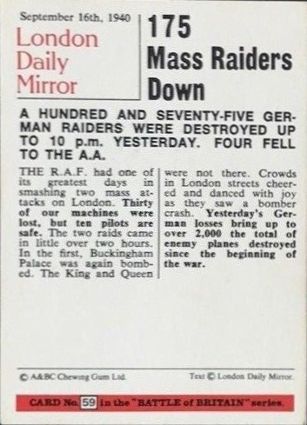 September 16th, 1940
London
Daily
Mirror
175
Mass Raiders
Down
A HUNDRED AND SEVENTY-FIVE GER-
MAN RAIDERS WERE DESTROYED UP
TO 10 p.m. YESTERDAY. FOUR FELL
TO THE A.A.
THE R.A.F. had one of
its greatest days in
smashing two mass at-
tacks on London. Thirty
of our machines were
lost, but ten pilots are
safe. The two raids came
in little over two hours.
In the first, Buckingham
Palace was again bomb-
ed. The King and Queen
were not there. Crowds
in London streets cheer-
ed and danced with joy
as they saw a bomber
crash. Yesterday's Ger-
man losses bring up to
over 2,000 the total of
enemy planes destroyed
since the beginning of
the war.
© A&BC Chewing Gum Ltd.
Text © London Daily Mirror.
CARD No. 59 in the "BATTLE OF BRITAIN" series.